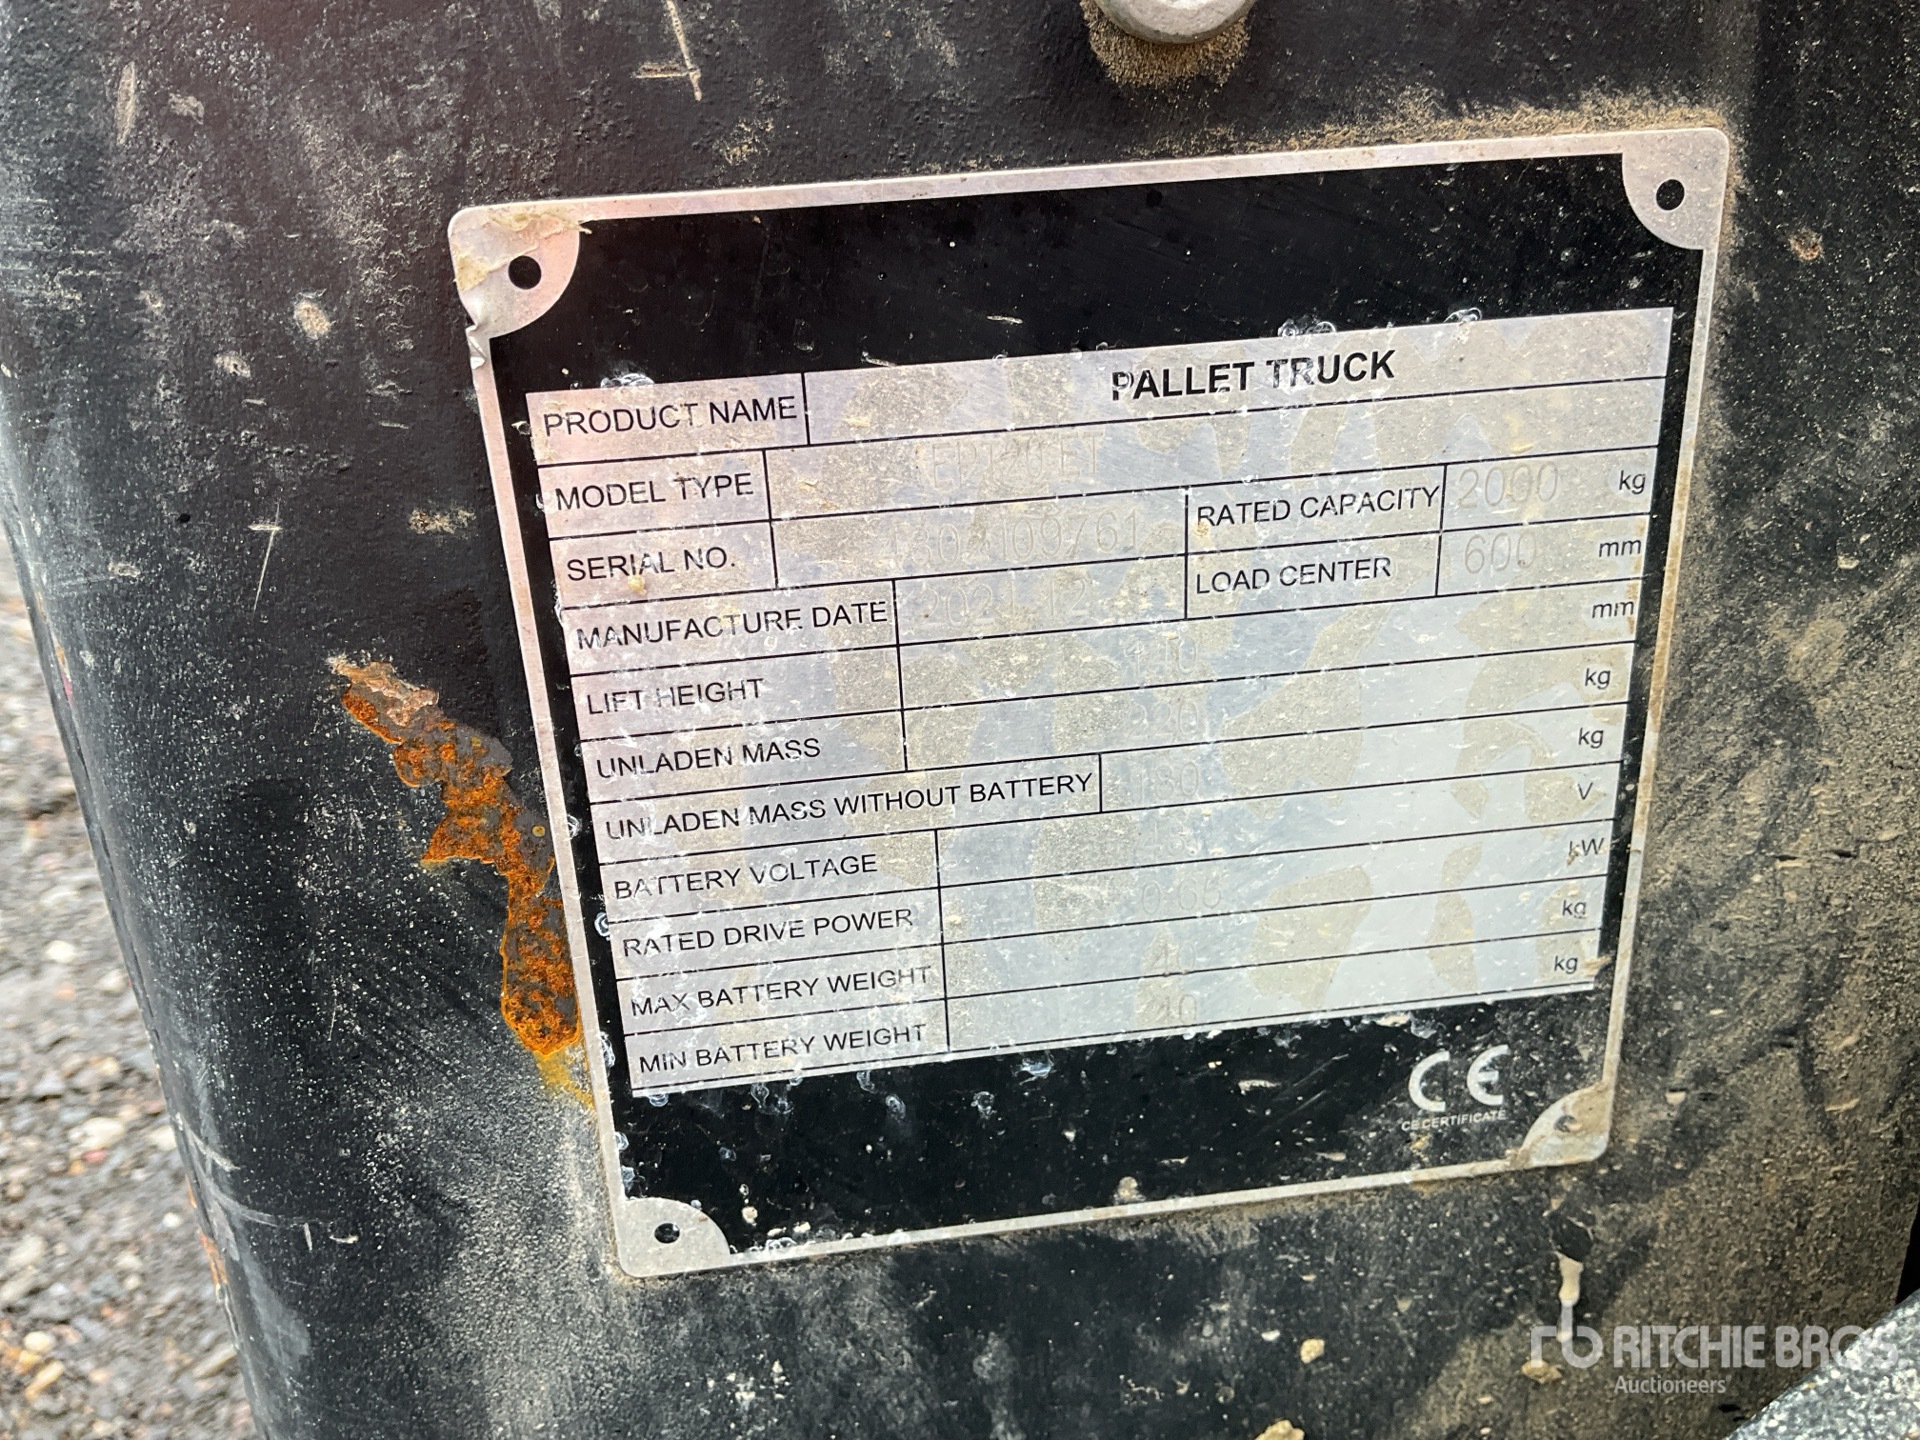 PRODUCT NAME PALLET TRUCK
MODEL TYPE
SERIAL NO. RATED CAPACITY 2000 kg
MANUFACTURE DATE LOAD CENTER 600 mm
LIFT HEIGHT 110 mm
UNLADEN MASS kg
UNLADEN MASS WITHOUT BATTERY kg
BATTERY VOLTAGE V
RATED DRIVE POWER kW
MAX BATTERY WEIGHT kg
MIN BATTERY WEIGHT kg
CE
CE CERTIFICATE
rb RITCHIE BROS
Auctioneers